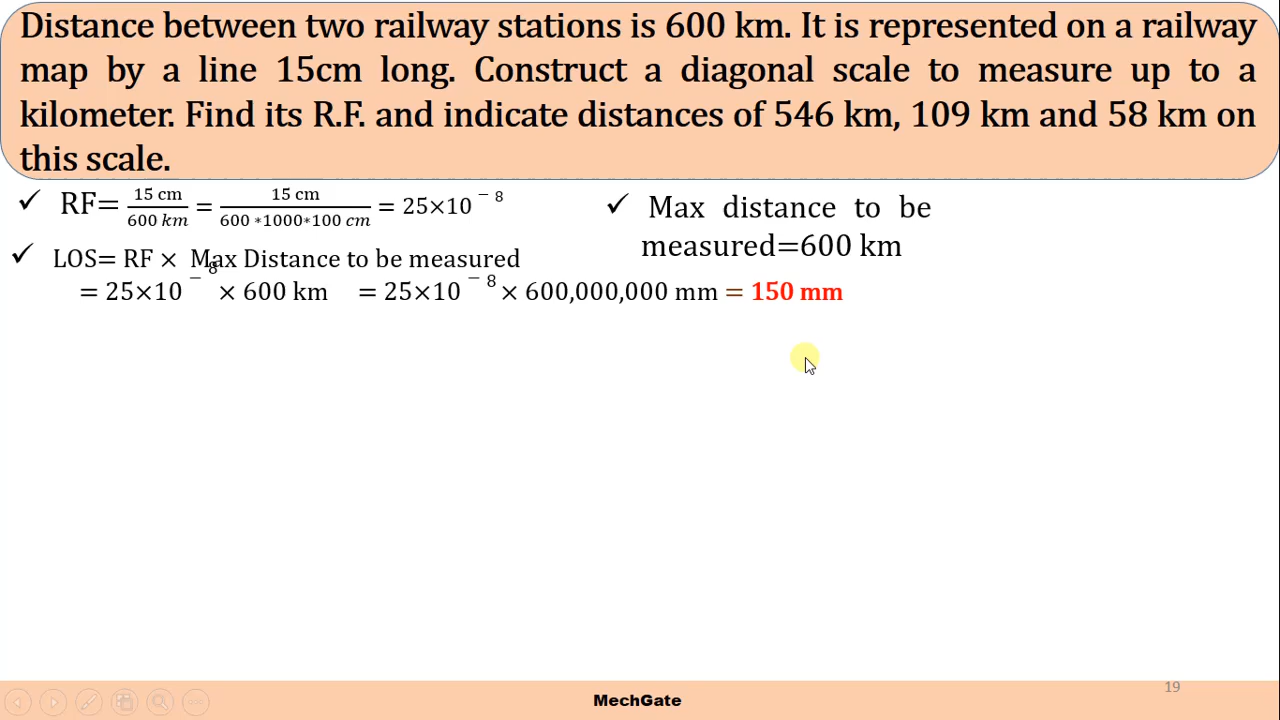 Distance between two railway stations is 600 km. It is represented on a railway
map by a line 15cm long. Construct a diagonal scale to measure up to a
kilometer. Find its R.F. and indicate distances of 546 km, 109 km and 58 km on
this scale.
✓ RF= 15 cm / 600 km = 15 cm / 600 *1000*100 cm = 25×10⁻⁸
✓ Max distance to be
measured=600 km
✓ LOS= RF × Max Distance to be measured
= 25×10⁻⁸ × 600 km = 25×10⁻⁸ × 600,000,000 mm = 150 mm
19
MechGate